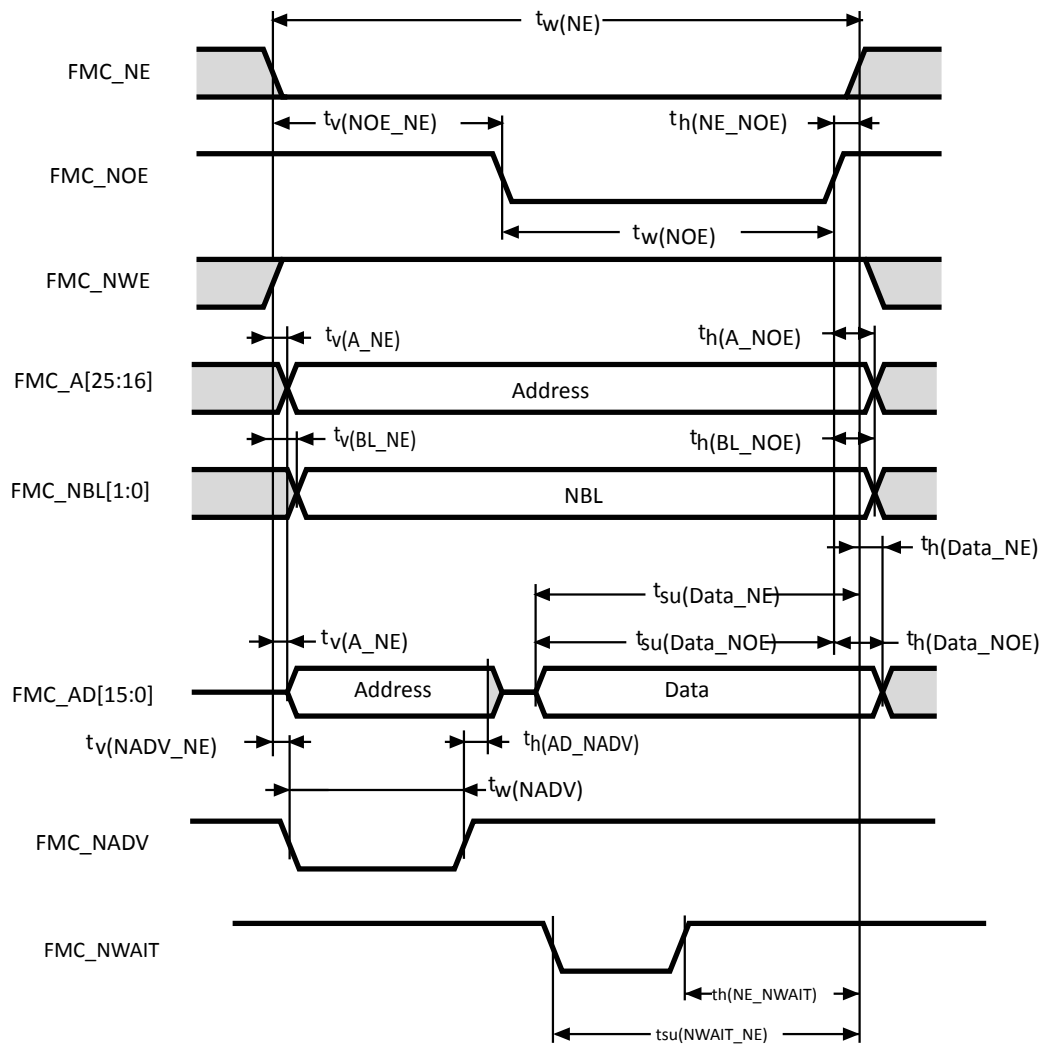 tw(NE)
FMC_NE
tv(NOE_NE)
th(NE_NOE)
FMC_NOE
tw(NOE)
FMC_NWE
tv(A_NE)
th(A_NOE)
FMC_A[25:16]
Address
tv(BL_NE)
th(BL_NOE)
FMC_NBL[1:0]
NBL
th(Data_NE)
tsu(Data_NE)
tv(A_NE)
tsu(Data_NOE)
th(Data_NOE)
FMC_AD[15:0]
Address
Data
tv(NADV_NE)
th(AD_NADV)
tw(NADV)
FMC_NADV
FMC_NWAIT
th(NE_NWAIT)
tsu(NWAIT_NE)